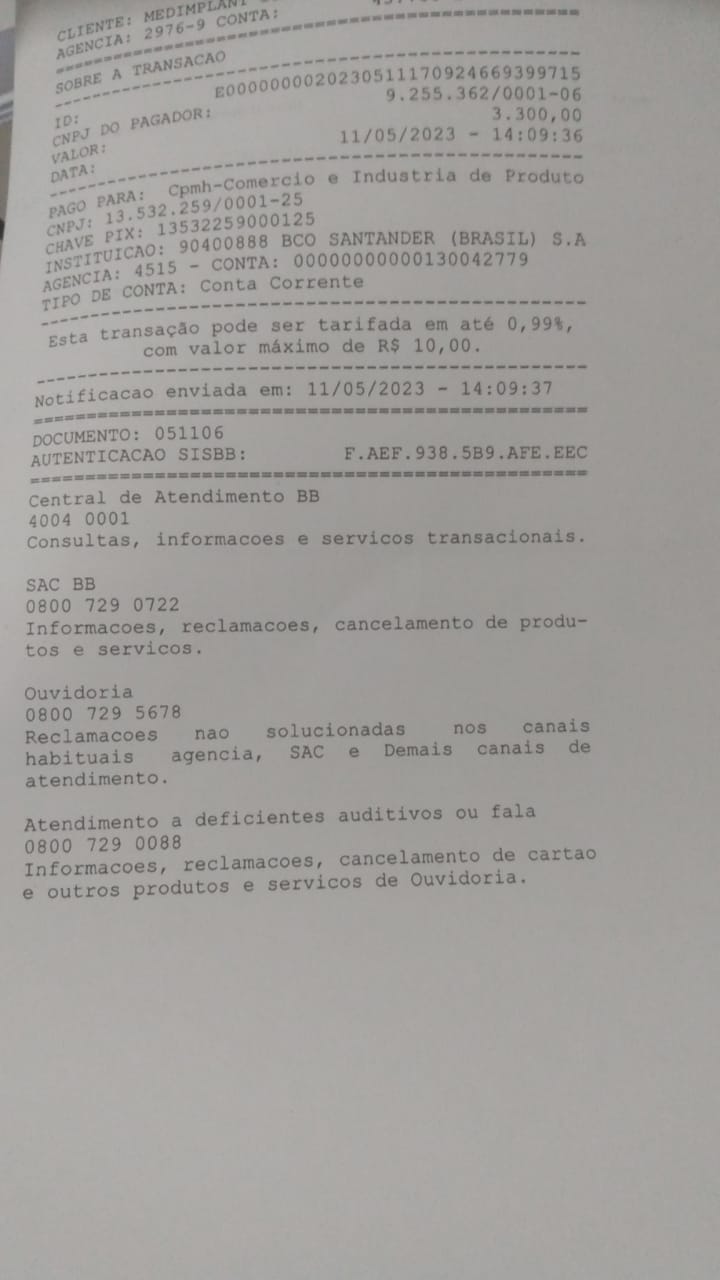 CLIENTE: MEDIMPLANT
AGENCIA: 2976-9 CONTA:
==================================================
SOBRE A TRANSACAO
--------------------------------------------------
ID: E00000000202305111170924669399715
CNPJ DO PAGADOR: 9.255.362/0001-06
VALOR: 3.300,00
DATA: 11/05/2023 - 14:09:36
--------------------------------------------------
PAGO PARA: Cpmh-Comercio e Industria de Produto
CNPJ: 13.532.259/0001-25
CHAVE PIX: 13532259000125
INSTITUICAO: 90400888 BCO SANTANDER (BRASIL) S.A
AGENCIA: 4515 - CONTA: 00000000000130042779
TIPO DE CONTA: Conta Corrente
--------------------------------------------------
Esta transação pode ser tarifada em até 0,99%,
com valor máximo de R$ 10,00.
--------------------------------------------------
Notificacao enviada em: 11/05/2023 - 14:09:37
==================================================
DOCUMENTO: 051106
AUTENTICACAO SISBB: F.AEF.938.5B9.AFE.EEC
==================================================
Central de Atendimento BB
4004 0001
Consultas, informacoes e servicos transacionais.
SAC BB
0800 729 0722
Informacoes, reclamacoes, cancelamento de produ-
tos e servicos.
Ouvidoria
0800 729 5678
Reclamacoes nao solucionadas nos canais
habituais agencia, SAC e Demais canais de
atendimento.
Atendimento a deficientes auditivos ou fala
0800 729 0088
Informacoes, reclamacoes, cancelamento de cartao
e outros produtos e servicos de Ouvidoria.